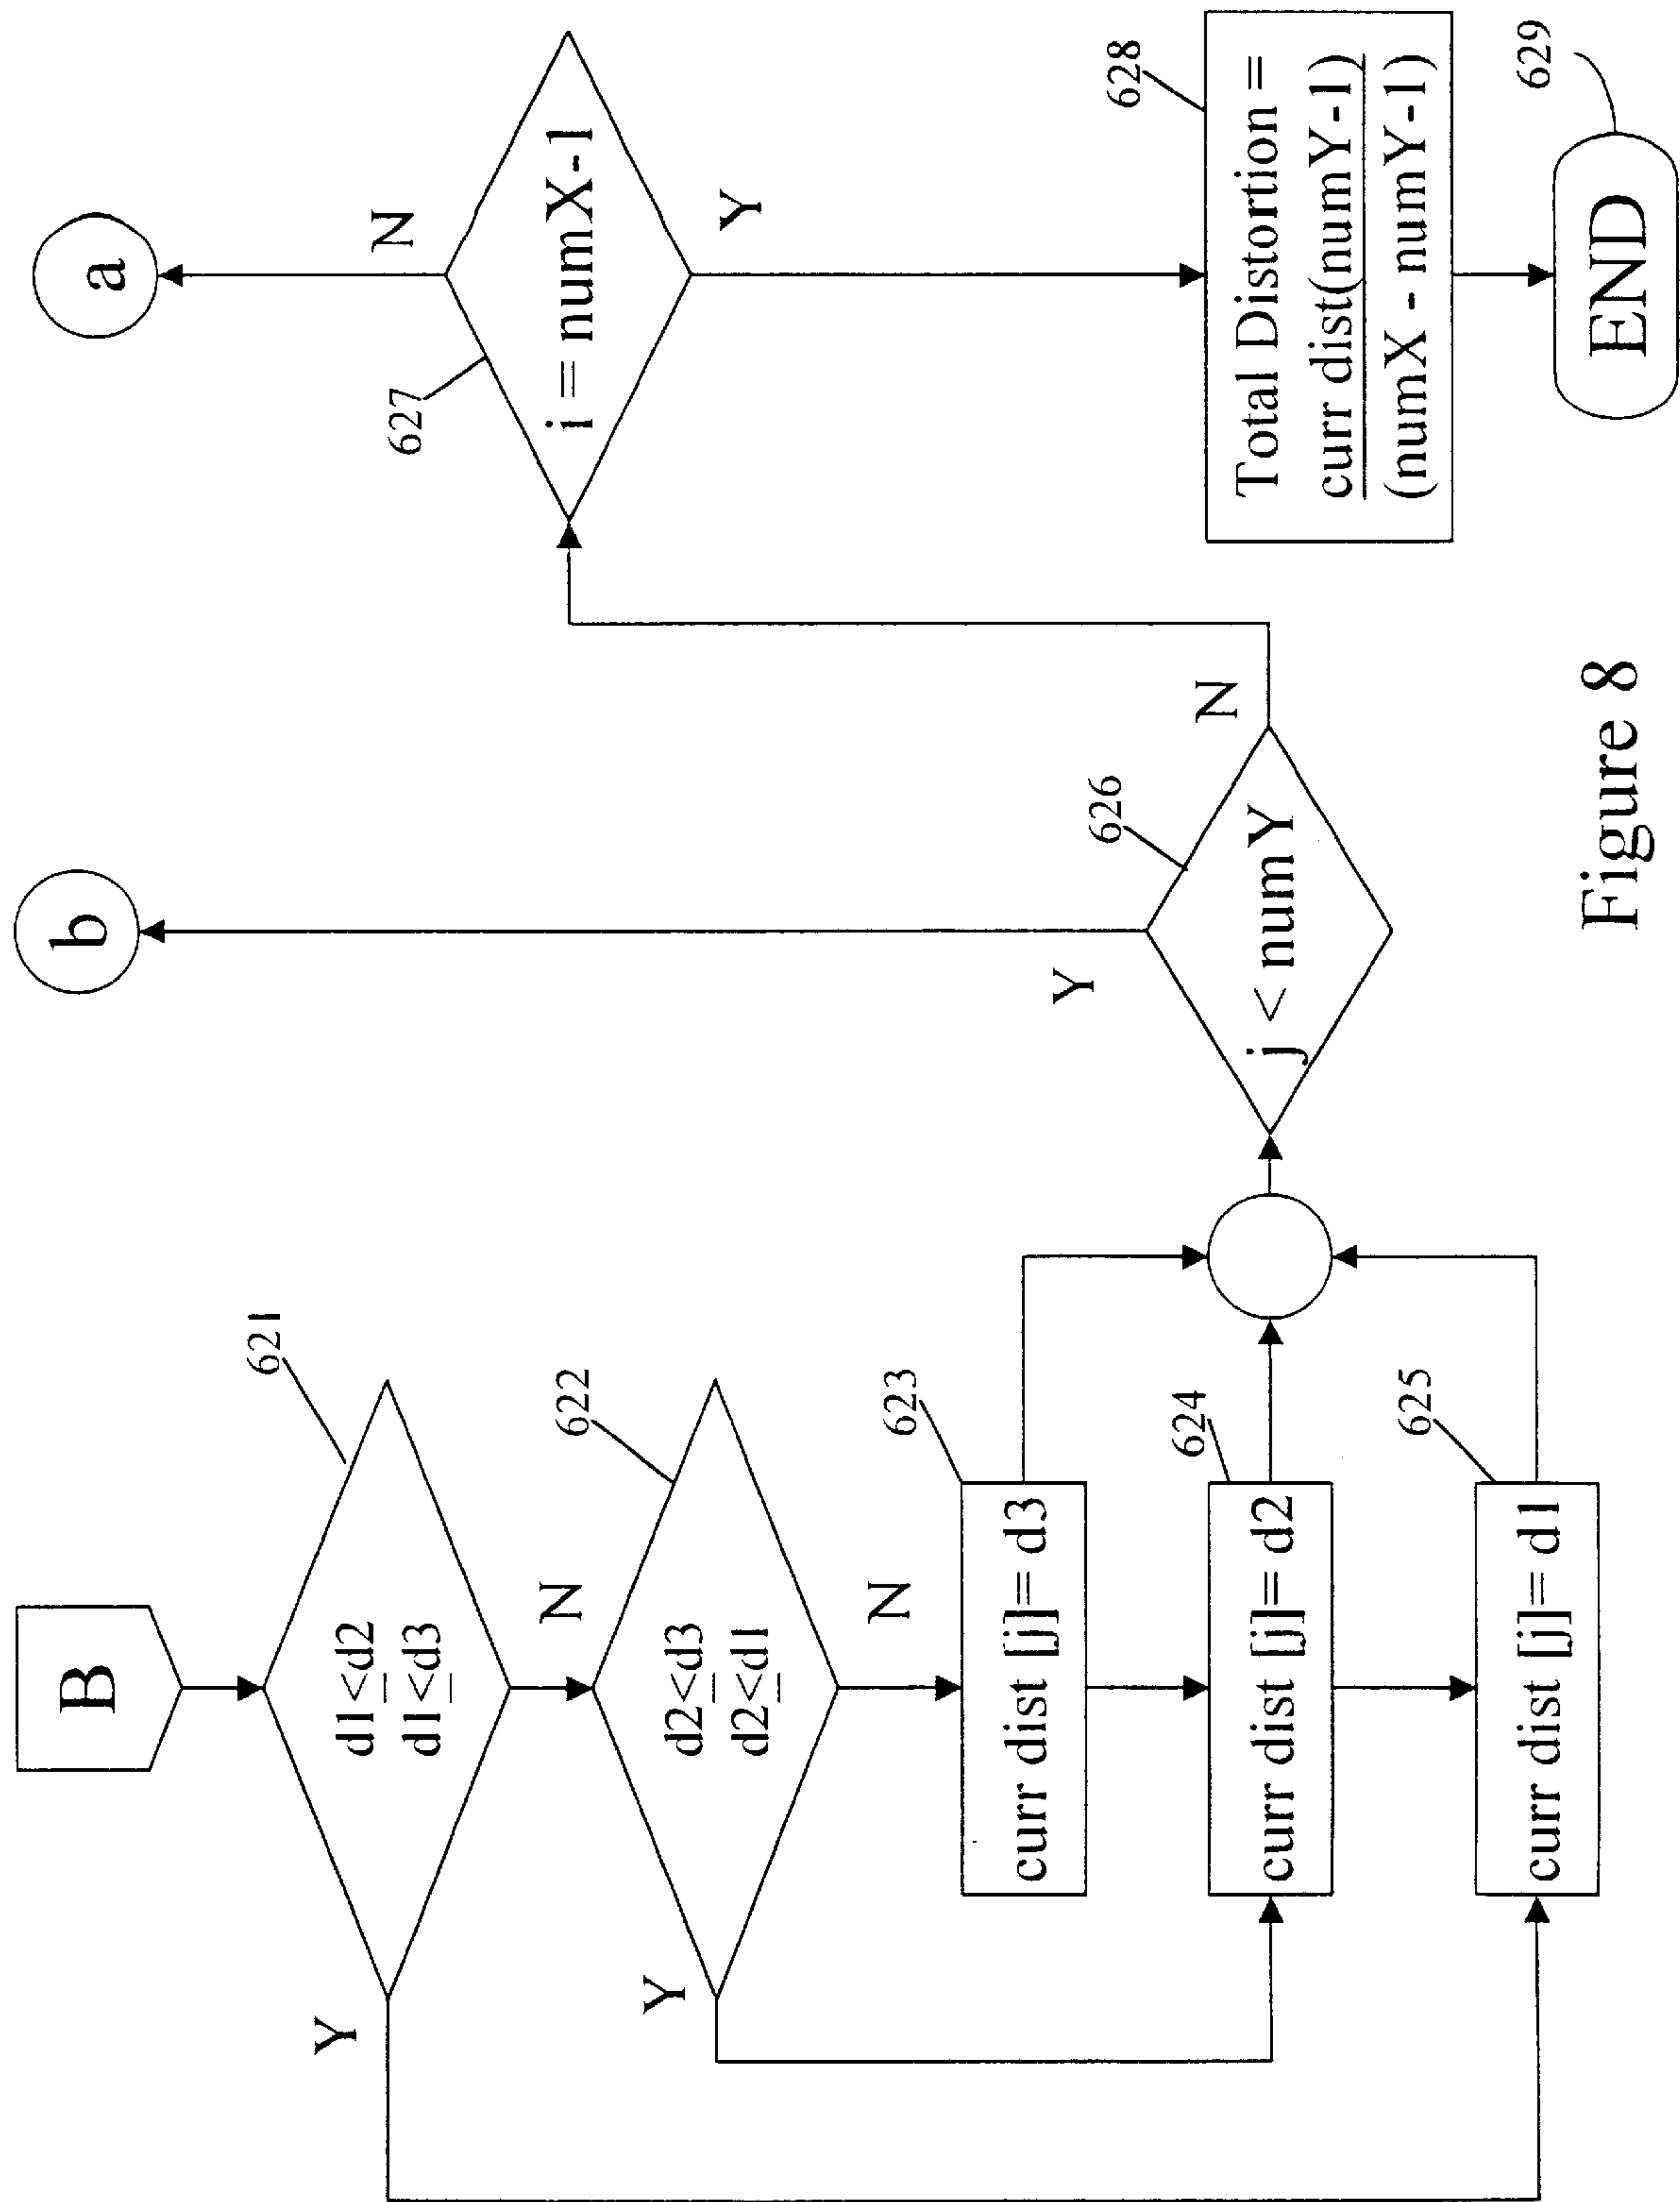 B
621
d1≤d2
d1≤d3
Y
N
622
d2≤d3
d2≤d1
Y
N
623
curr dist [j]= d3
624
curr dist [j]= d2
625
curr dist [j]= d1
b
Y
626
j < numY
N
a
N
627
i = numX-1
Y
628
Total Distortion =
curr dist(numY-1)
(numX - numY-1)
629
END
Figure 8